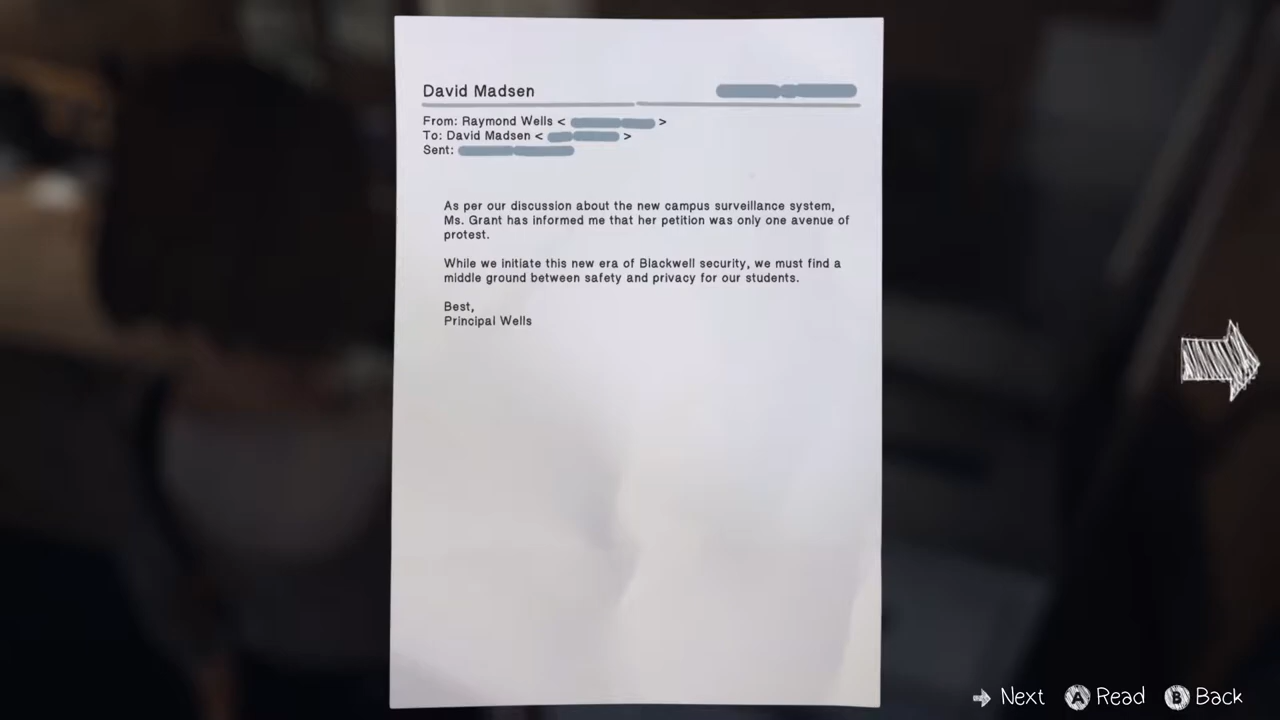 David Madsen
From: Raymond Wells < >
To: David Madsen < >
Sent:
As per our discussion about the new campus surveillance system,
Ms. Grant has informed me that her petition was only one avenue of
protest.
While we initiate this new era of Blackwell security, we must find a
middle ground between safety and privacy for our students.
Best,
Principal Wells
Next A Read B Back